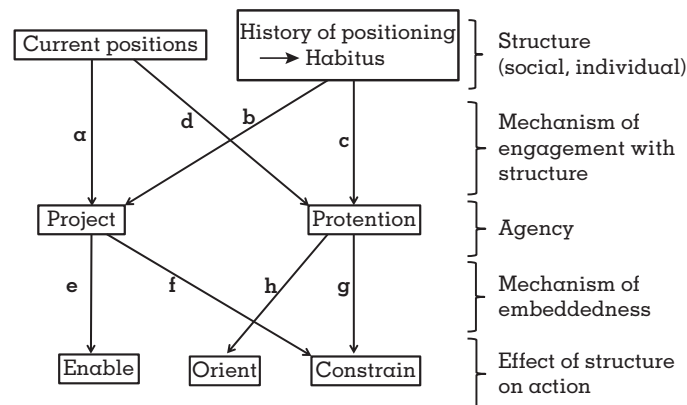 Current positions
History of positioning
Habitus
Structure
(social, individual)
a
d
b
c
Mechanism of
engagement with
structure
Project
Protention
Agency
e
f
h
g
Mechanism of
embeddedness
Enable
Orient
Constrain
Effect of structure
on action